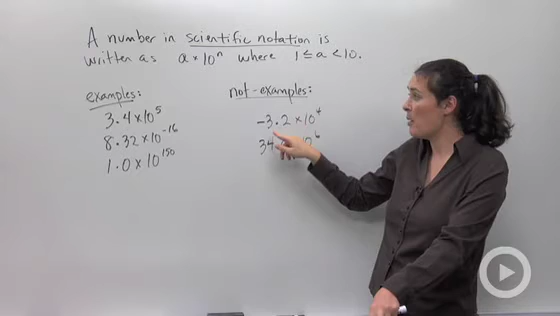 A number in scientific notation is
written as a × 10ⁿ where 1 ≤ a < 10.
examples:
3.4 × 10⁵
8.32 × 10⁻¹⁶
1.0 × 10¹⁵⁰
not-examples:
-3.2 × 10⁴
34